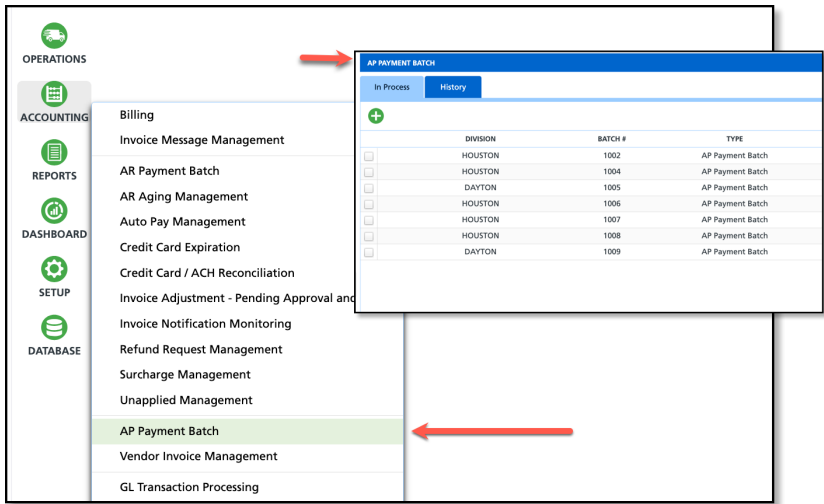 OPERATIONS
ACCOUNTING
REPORTS
DASHBOARD
SETUP
DATABASE
Billing
Invoice Message Management
AR Payment Batch
AR Aging Management
Auto Pay Management
Credit Card Expiration
Credit Card / ACH Reconciliation
Invoice Adjustment - Pending Approval and
Invoice Notification Monitoring
Refund Request Management
Surcharge Management
Unapplied Management
AP Payment Batch
Vendor Invoice Management
GL Transaction Processing
AP PAYMENT BATCH
In Process History
DIVISION BATCH # TYPE
HOUSTON 1002 AP Payment Batch
HOUSTON 1004 AP Payment Batch
DAYTON 1005 AP Payment Batch
HOUSTON 1006 AP Payment Batch
HOUSTON 1007 AP Payment Batch
HOUSTON 1008 AP Payment Batch
DAYTON 1009 AP Payment Batch